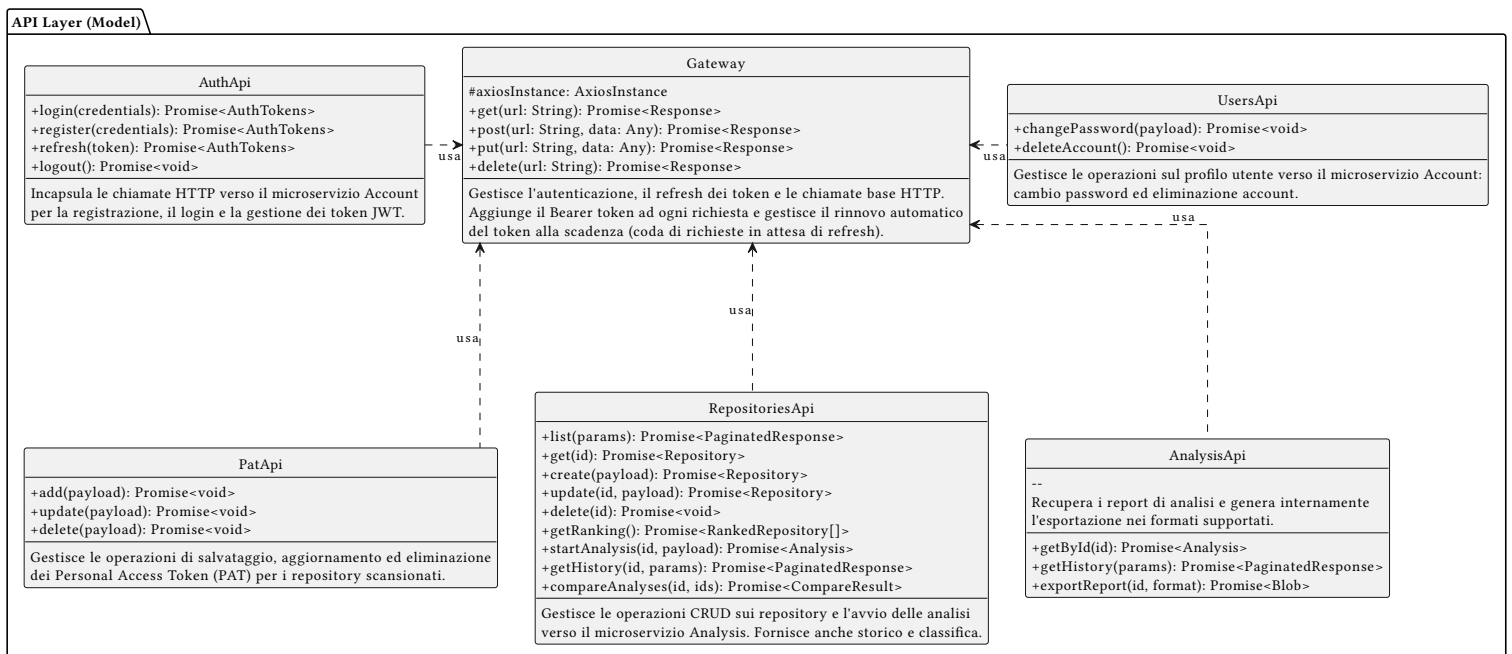 API Layer (Model)
AuthApi
+login(credentials): Promise<AuthTokens>
+register(credentials): Promise<AuthTokens>
+refresh(token): Promise<AuthTokens>
+logout(): Promise<void>
Incapsula le chiamate HTTP verso il microservizio Account
per la registrazione, il login e la gestione dei token JWT.
usa
Gateway
#axiosInstance: AxiosInstance
+get(url: String): Promise<Response>
+post(url: String, data: Any): Promise<Response>
+put(url: String, data: Any): Promise<Response>
+delete(url: String): Promise<Response>
Gestisce l'autenticazione, il refresh dei token e le chiamate base HTTP.
Aggiunge il Bearer token ad ogni richiesta e gestisce il rinnovo automatico
del token alla scadenza (coda di richieste in attesa di refresh).
usa
UsersApi
+changePassword(payload): Promise<void>
+deleteAccount(): Promise<void>
Gestisce le operazioni sul profilo utente verso il microservizio Account:
cambio password ed eliminazione account.
usa
usa
usa
PatApi
+add(payload): Promise<void>
+update(payload): Promise<void>
+delete(payload): Promise<void>
Gestisce le operazioni di salvataggio, aggiornamento ed eliminazione
dei Personal Access Token (PAT) per i repository scansionati.
RepositoriesApi
+list(params): Promise<PaginatedResponse>
+get(id): Promise<Repository>
+create(payload): Promise<Repository>
+update(id, payload): Promise<Repository>
+delete(id): Promise<void>
+getRanking(): Promise<RankedRepository[]>
+startAnalysis(id, payload): Promise<Analysis>
+getHistory(id, params): Promise<PaginatedResponse>
+compareAnalyses(id, ids): Promise<CompareResult>
Gestisce le operazioni CRUD sui repository e l'avvio delle analisi
verso il microservizio Analysis. Fornisce anche storico e classifica.
AnalysisApi
--
Recupera i report di analisi e genera internamente
l'esportazione nei formati supportati.
+getById(id): Promise<Analysis>
+getHistory(params): Promise<PaginatedResponse>
+exportReport(id, format): Promise<Blob>